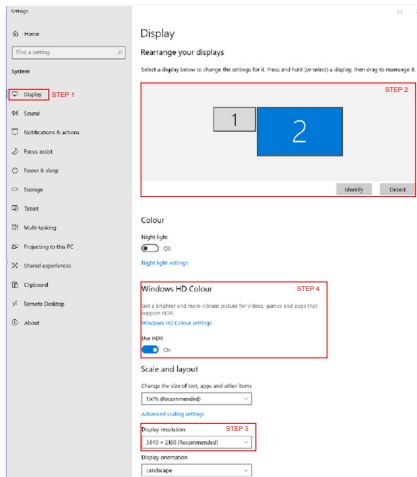 Settings
Home
Find a setting
System
Display STEP 1
Sound
Notifications & actions
Focus assist
Power & sleep
Storage
Tablet
Multi-tasking
Projecting to this PC
Shared experiences
Clipboard
Remote Desktop
About
Display
Rearrange your displays
Select a display below to change the settings for it. Press and hold (or select) a display, then drag to rearrange it.
STEP 2
1 2
Identify Detect
Colour
Night light
Off
Night light settings
Windows HD Colour STEP 4
Get a brighter and more vibrant picture for videos, games and apps that
support HDR.
Windows HD Colour settings
Use HDR
On
Scale and layout
Change the size of text, apps and other items
150% (Recommended)
Advanced scaling settings
Display resolution STEP 3
3840 × 2160 (Recommended)
Display orientation
Landscape